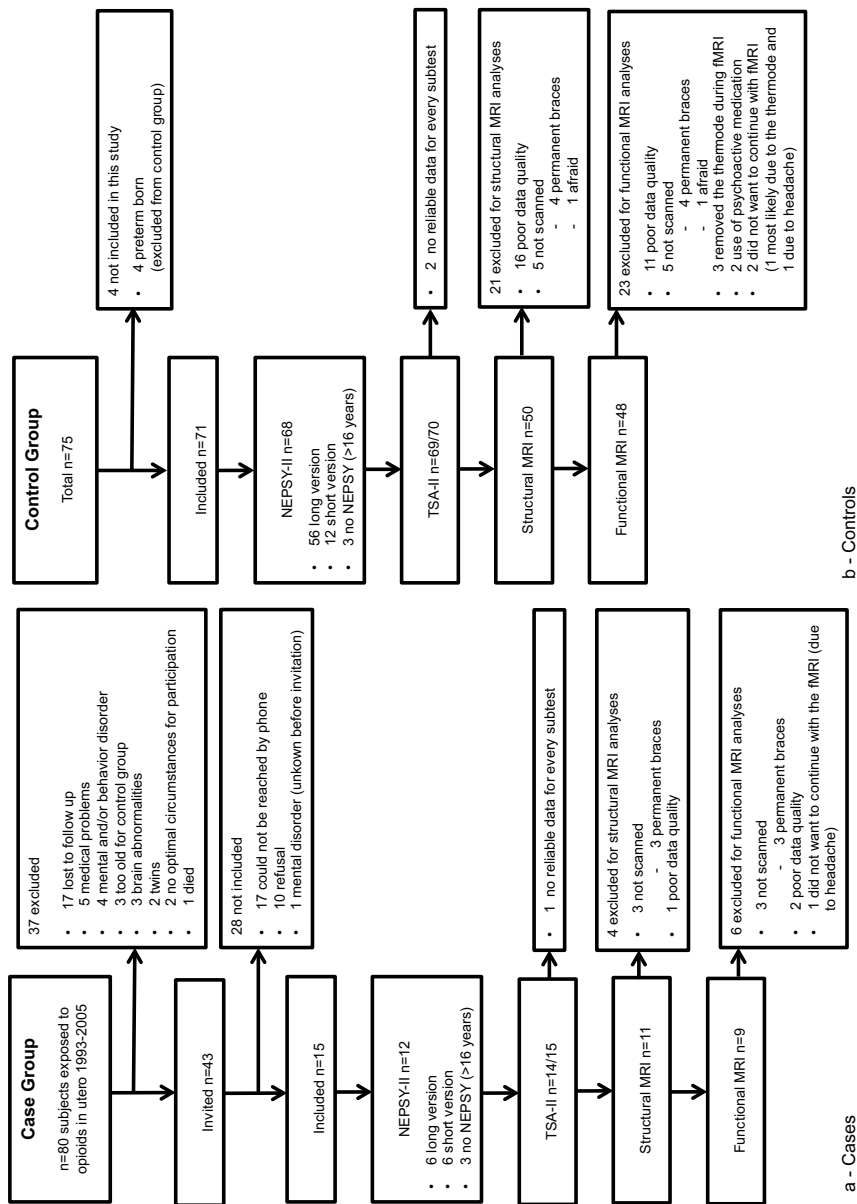 Case Group
n=80 subjects exposed to
opioids in utero 1993-2005
37 excluded
• 17 lost to follow up
• 5 medical problems
• 4 mental and/or behavior disorder
• 3 too old for control group
• 3 brain abnormalities
• 2 twins
• 2 no optimal circumstances for participation
• 1 died
Invited n=43
28 not included
• 17 could not be reached by phone
• 10 refusal
• 1 mental disorder (unkown before invitation)
Included n=15
NEPSY-II n=12
• 6 long version
• 6 short version
• 3 no NEPSY (>16 years)
TSA-II n=14/15
• 1 no reliable data for every subtest
Structural MRI n=11
4 excluded for structural MRI analyses
• 3 not scanned
- 3 permanent braces
• 1 poor data quality
Functional MRI n=9
6 excluded for functional MRI analyses
• 3 not scanned
- 3 permanent braces
• 2 poor data quality
• 1 did not want to continue with the fMRI (due
to headache)
a - Cases
Control Group
Total n=75
4 not included in this study
• 4 preterm born
(excluded from control group)
Included n=71
NEPSY-II n=68
• 56 long version
• 12 short version
• 3 no NEPSY (>16 years)
TSA-II n=69/70
• 2 no reliable data for every subtest
Structural MRI n=50
21 excluded for structural MRI analyses
• 16 poor data quality
• 5 not scanned
- 4 permanent braces
- 1 afraid
Functional MRI n=48
23 excluded for functional MRI analyses
• 11 poor data quality
• 5 not scanned
- 4 permanent braces
- 1 afraid
• 3 removed the thermode during fMRI
• 2 use of psychoactive medication
• 2 did not want to continue with fMRI
(1 most likely due to the thermode and
1 due to headache)
b - Controls